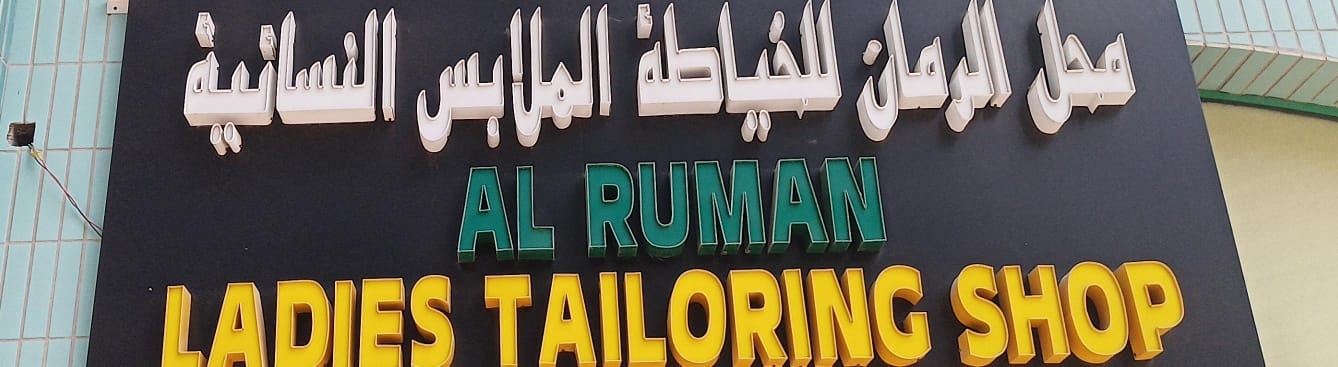 محل الرمان للخياطة الملابس النسائية
AL RUMAN
LADIES TAILORING SHOP